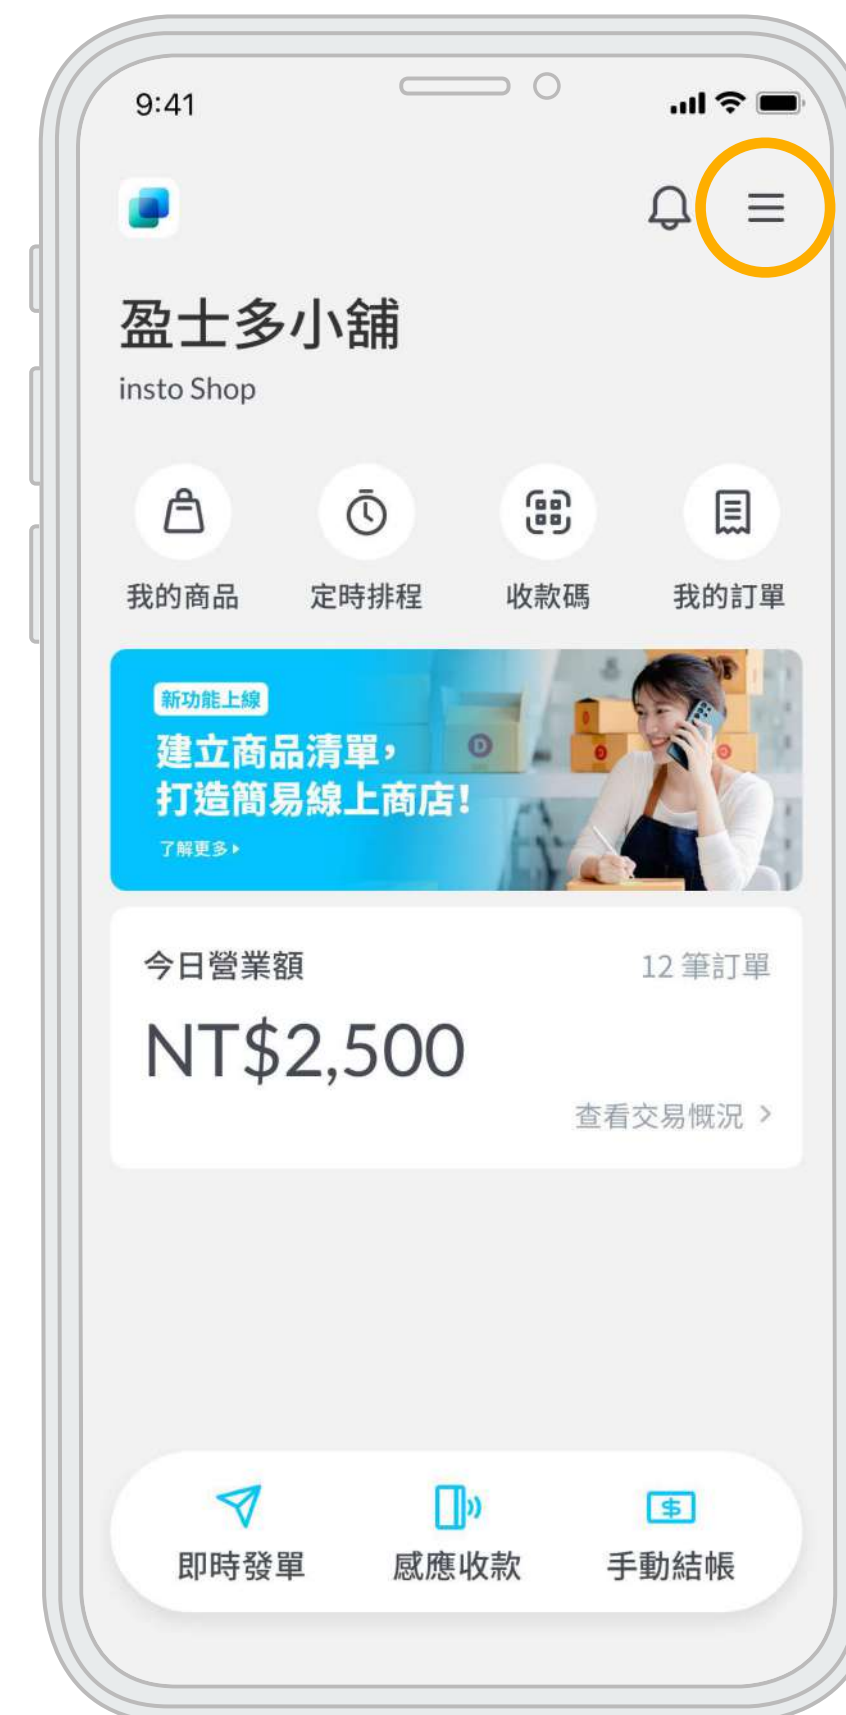 9:41
盈士多小舖
insto Shop
我的商品
定時排程
收款碼
我的訂單
新功能上線
建立商品清單，
打造簡易線上商店！
了解更多▸
今日營業額
12 筆訂單
NT$2,500
查看交易概況 >
即時發單
感應收款
手動結帳